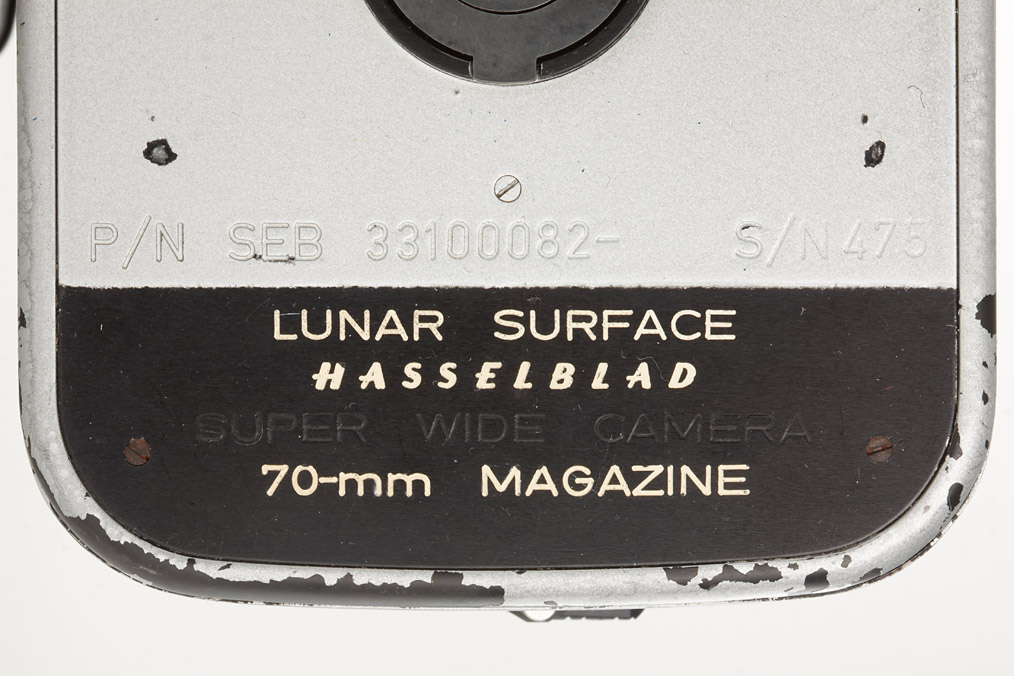 P/N SEB 33100082- S/N 475
LUNAR SURFACE
HASSELBLAD
SUPER WIDE CAMERA
70-mm MAGAZINE